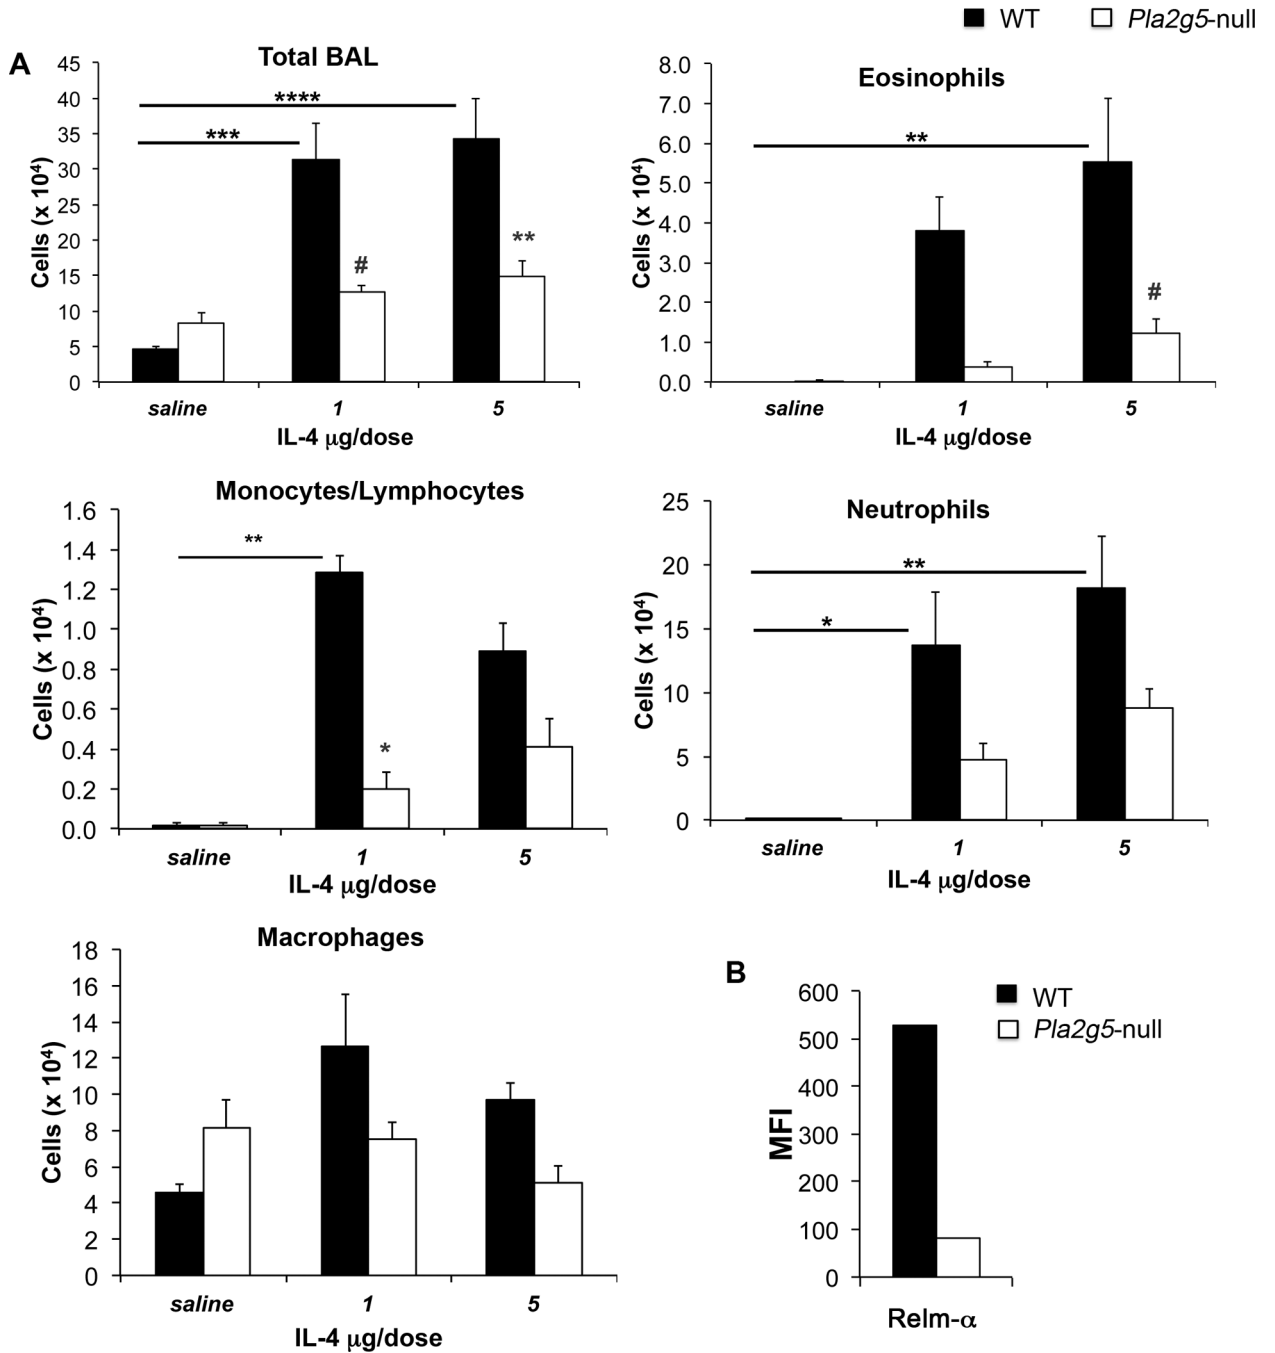 WT
Pla2g5-null
A
Total BAL
45
40
35
30
25
20
15
10
5
0
Cells (x 10⁴)
****
***
#
**
saline 1 5
IL-4 μg/dose
Eosinophils
8.0
7.0
6.0
5.0
4.0
3.0
2.0
1.0
0.0
Cells (x 10⁴)
**
#
saline 1 5
IL-4 μg/dose
Monocytes/Lymphocytes
1.6
1.4
1.2
1.0
0.8
0.6
0.4
0.2
0.0
Cells (x 10⁴)
**
*
saline 1 5
IL-4 μg/dose
Neutrophils
25
20
15
10
5
0
Cells (x 10⁴)
**
*
saline 1 5
IL-4 μg/dose
Macrophages
18
16
14
12
10
8
6
4
2
0
Cells (x 10⁴)
saline 1 5
IL-4 μg/dose
B
WT
Pla2g5-null
600
500
400
300
200
100
0
MFI
Relm-α